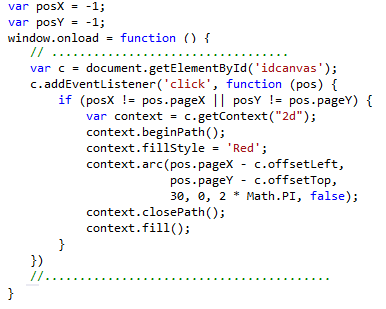 var posX = -1;
var posY = -1;
window.onload = function () {
    // ..................................
    var c = document.getElementById('idcanvas');
    c.addEventListener('click', function (pos) {
        if (posX != pos.pageX || posY != pos.pageY) {
            var context = c.getContext("2d");
            context.beginPath();
            context.fillStyle = 'Red';
            context.arc(pos.pageX - c.offsetLeft,
                        pos.pageY - c.offsetTop,
                        30, 0, 2 * Math.PI, false);
            context.closePath();
            context.fill();
        }
    })
    //.........................................
}